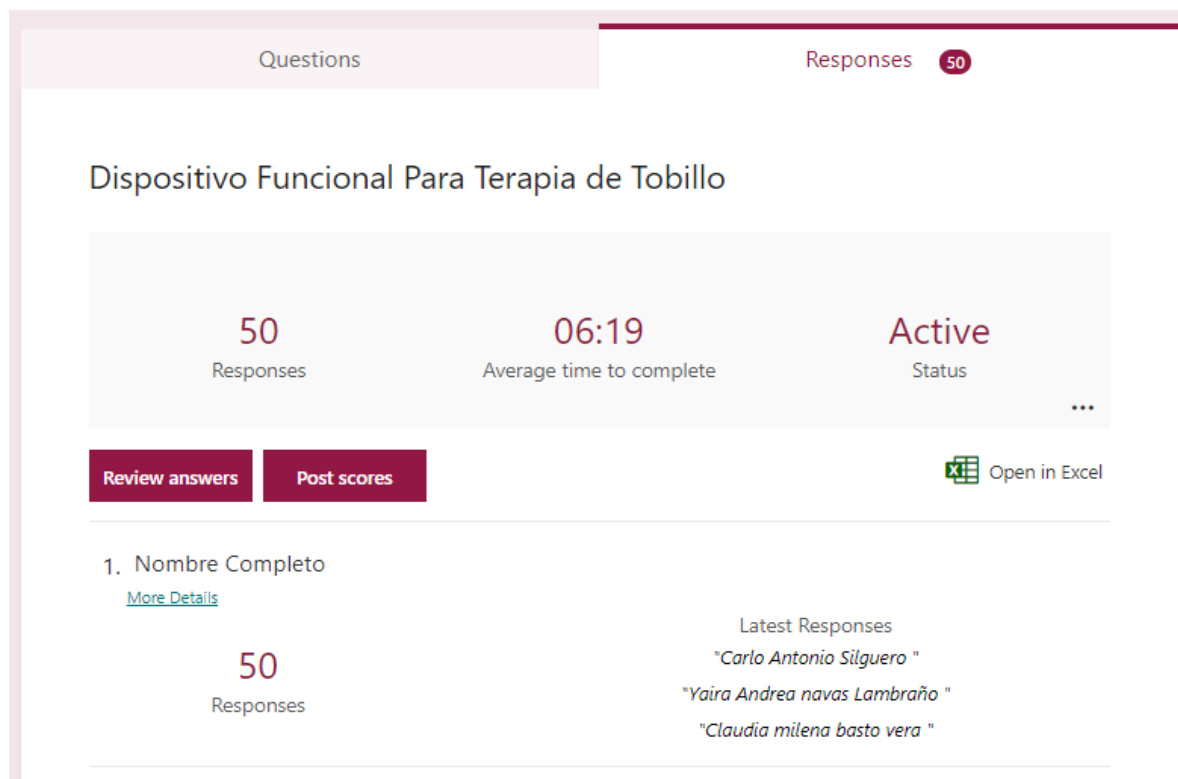 Questions
Responses 50
Dispositivo Funcional Para Terapia de Tobillo
50
Responses
06:19
Average time to complete
Active
Status
...
Review answers
Post scores
Open in Excel
1. Nombre Completo
More Details
50
Responses
Latest Responses
"Carlo Antonio Silguero "
"Yaira Andrea navas Lambraño "
"Claudia milena basto vera "